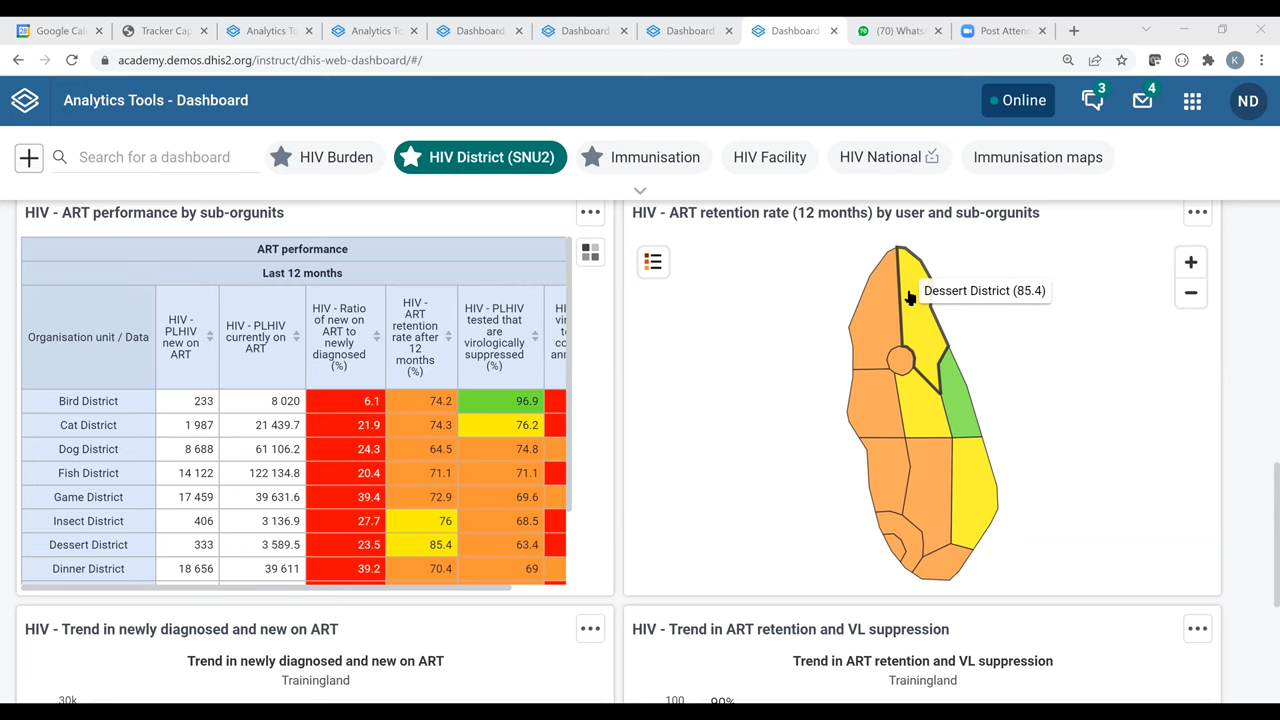 28 Google Cal
Tracker Cap
Analytics To
Analytics To
Dashboard
Dashboard
Dashboard
Dashboard
(70) Whats
Post Attend
academy.demos.dhis2.org/instruct/dhis-web-dashboard/#/
K
Analytics Tools - Dashboard
Online
3
4
ND
Search for a dashboard
HIV Burden
HIV District (SNU2)
Immunisation
HIV Facility
HIV National
Immunisation maps
HIV - ART performance by sub-orgunits
ART performance
Last 12 months
Organisation unit / Data
HIV - PLHIV new on ART
HIV - PLHIV currently on ART
HIV - Ratio of new on ART to newly diagnosed (%)
HIV - ART retention rate after 12 months (%)
HIV - PLHIV tested that are virologically suppressed (%)
Bird District 233 8 020 6.1 74.2 96.9
Cat District 1 987 21 439.7 21.9 74.3 76.2
Dog District 8 688 61 106.2 24.3 64.5 74.8
Fish District 14 122 122 134.8 20.4 71.1 71.1
Game District 17 459 39 631.6 39.4 72.9 69.6
Insect District 406 3 136.9 27.7 76 68.5
Dessert District 333 3 589.5 23.5 85.4 63.4
Dinner District 18 656 39 611 39.2 70.4 69
HIV - ART retention rate (12 months) by user and sub-orgunits
Dessert District (85.4)
HIV - Trend in newly diagnosed and new on ART
Trend in newly diagnosed and new on ART
Trainingland
30k
HIV - Trend in ART retention and VL suppression
Trend in ART retention and VL suppression
Trainingland
100 90%